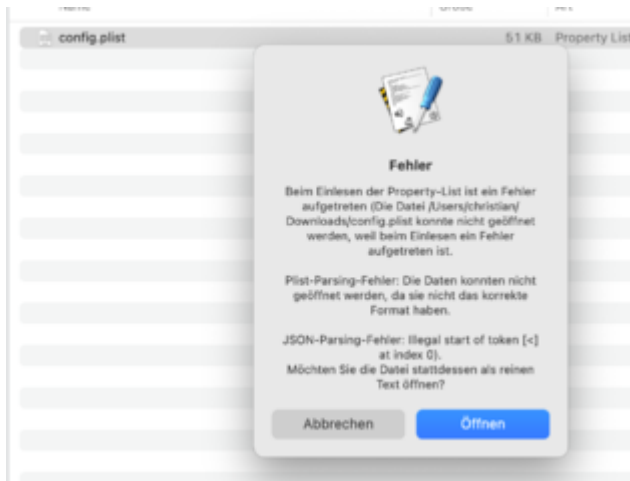 Name Größe Art
config.plist 51 KB Property List
Fehler
Beim Einlesen der Property-List ist ein Fehler
aufgetreten (Die Datei /Users/christian/
Downloads/config.plist konnte nicht geöffnet
werden, weil beim Einlesen ein Fehler
aufgetreten ist.
Plist-Parsing-Fehler: Die Daten konnten nicht
geöffnet werden, da sie nicht das korrekte
Format haben.
JSON-Parsing-Fehler: Illegal start of token [<]
at index 0).
Möchten Sie die Datei stattdessen als reinen
Text öffnen?
Abbrechen Öffnen